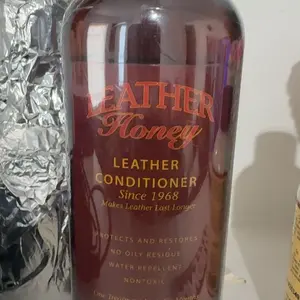 LEATHER
Honey
LEATHER
CONDITIONER
Since 1968
Makes Leather Last Longer
PROTECTS AND RESTORES
NO OILY RESIDUE
WATER REPELLENT
NONTOXIC